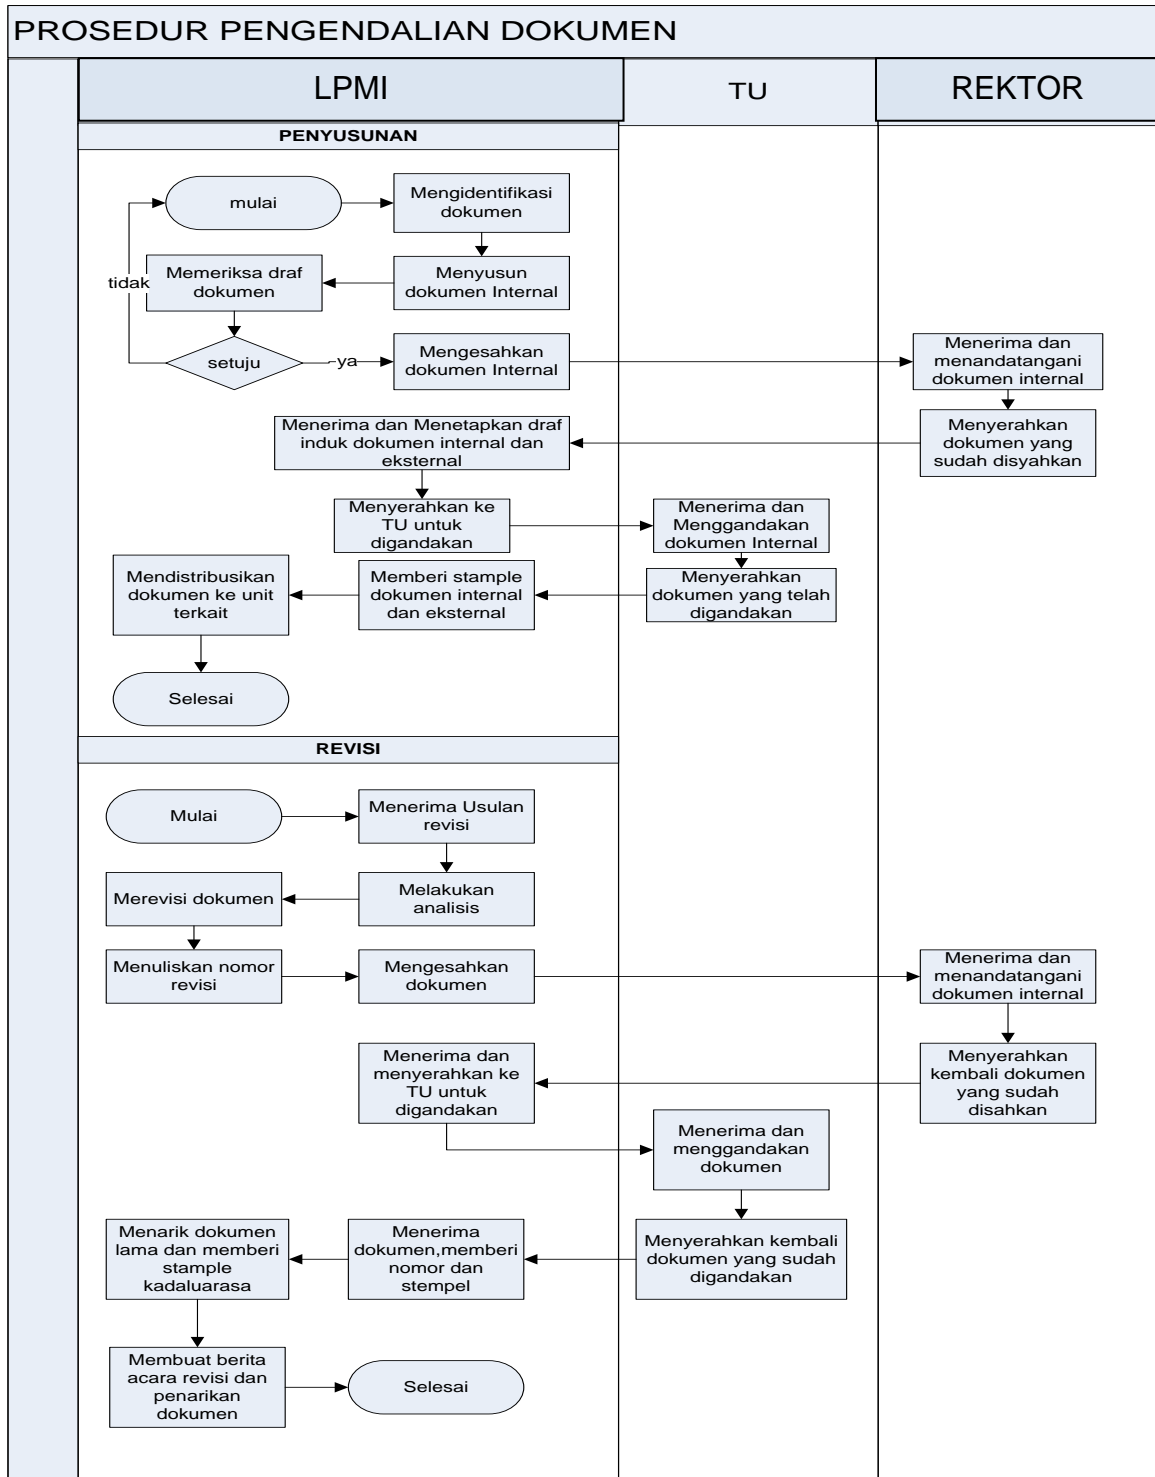 PROSEDUR PENGENDALIAN DOKUMEN
LPMI
TU
REKTOR
PENYUSUNAN
mulai
Mengidentifikasi
dokumen
tidak
Memeriksa draf
dokumen
Menyusun
dokumen Internal
setuju
ya
Mengesahkan
dokumen Internal
Menerima dan
menandatangani
dokumen internal
Menerima dan Menetapkan draf
induk dokumen internal dan
eksternal
Menyerahkan
dokumen yang
sudah disyahkan
Menyerahkan ke
TU untuk
digandakan
Menerima dan
Menggandakan
dokumen Internal
Mendistribusikan
dokumen ke unit
terkait
Memberi stample
dokumen internal
dan eksternal
Menyerahkan
dokumen yang telah
digandakan
Selesai
REVISI
Mulai
Menerima Usulan
revisi
Merevisi dokumen
Melakukan
analisis
Menuliskan nomor
revisi
Mengesahkan
dokumen
Menerima dan
menandatangani
dokumen internal
Menerima dan
menyerahkan ke
TU untuk
digandakan
Menyerahkan
kembali dokumen
yang sudah
disahkan
Menerima dan
menggandakan
dokumen
Menarik dokumen
lama dan memberi
stample
kadaluarasa
Menerima
dokumen,memberi
nomor dan
stempel
Menyerahkan kembali
dokumen yang sudah
digandakan
Membuat berita
acara revisi dan
penarikan
dokumen
Selesai